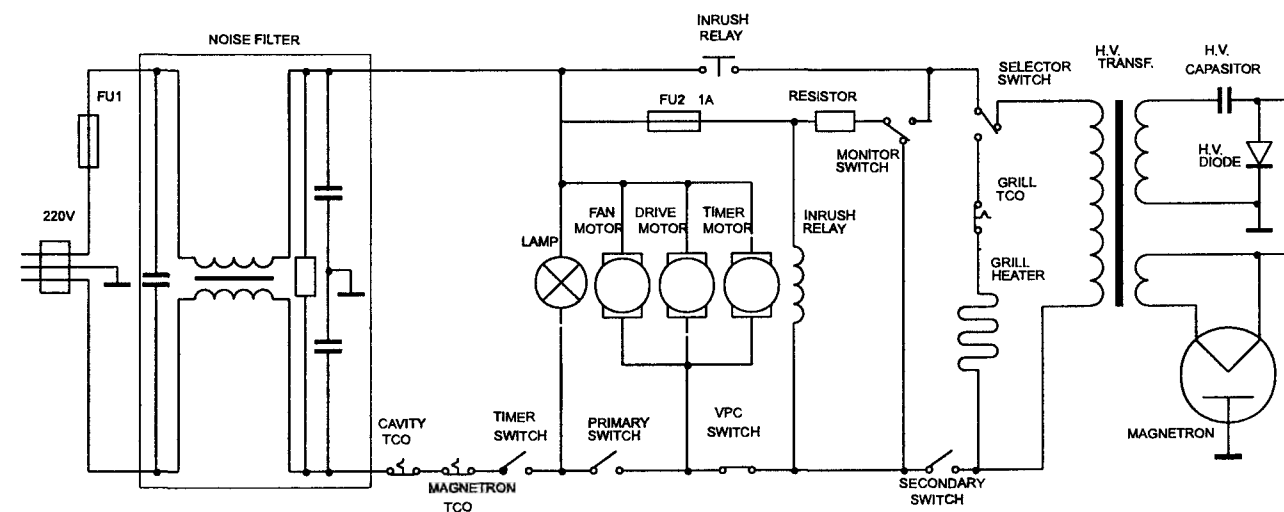 INRUSH
RELAY
NOISE FILTER
SELECTOR
SWITCH
H.V.
TRANSF.
H.V.
CAPASITOR
FU1
FU2 1A
RESISTOR
MONITOR
SWITCH
H.V.
DIODE
GRILL
TCO
220V
LAMP
FAN
MOTOR
DRIVE
MOTOR
TIMER
MOTOR
INRUSH
RELAY
GRILL
HEATER
CAVITY
TCO
TIMER
SWITCH
PRIMARY
SWITCH
VPC
SWITCH
MAGNETRON
MAGNETRON
TCO
SECONDARY
SWITCH